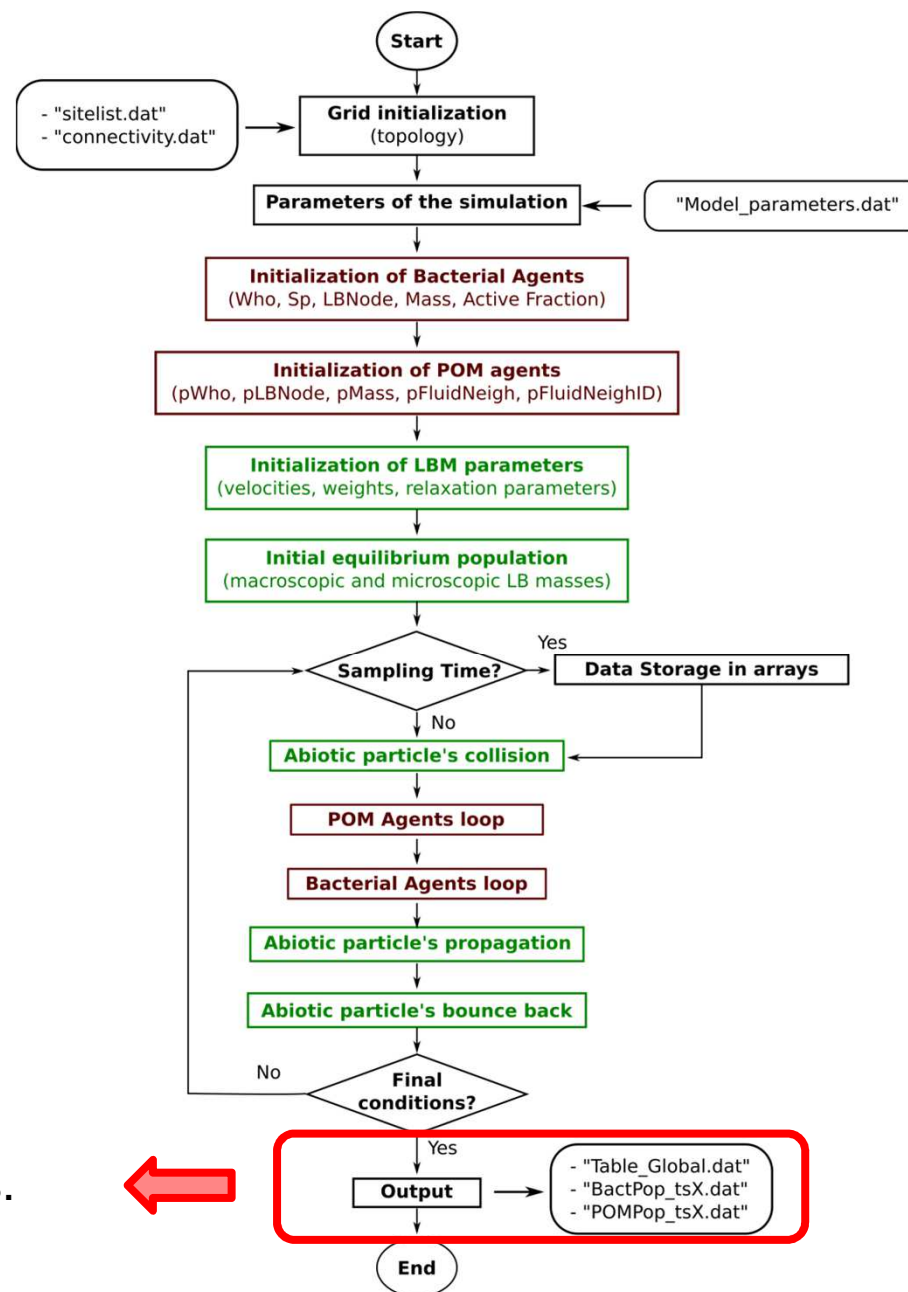 Start
- "sitelist.dat"
- "connectivity.dat"
Grid initialization
(topology)
Parameters of the simulation
"Model_parameters.dat"
Initialization of Bacterial Agents
(Who, Sp, LBNode, Mass, Active Fraction)
Initialization of POM agents
(pWho, pLBNode, pMass, pFluidNeigh, pFluidNeighID)
Initialization of LBM parameters
(velocities, weights, relaxation parameters)
Initial equilibrium population
(macroscopic and microscopic LB masses)
Sampling Time?
Yes
Data Storage in arrays
No
Abiotic particle's collision
POM Agents loop
Bacterial Agents loop
Abiotic particle's propagation
Abiotic particle's bounce back
No
Final
conditions?
Yes
Output
- "Table_Global.dat"
- "BactPop_tsX.dat"
- "POMPop_tsX.dat"
End